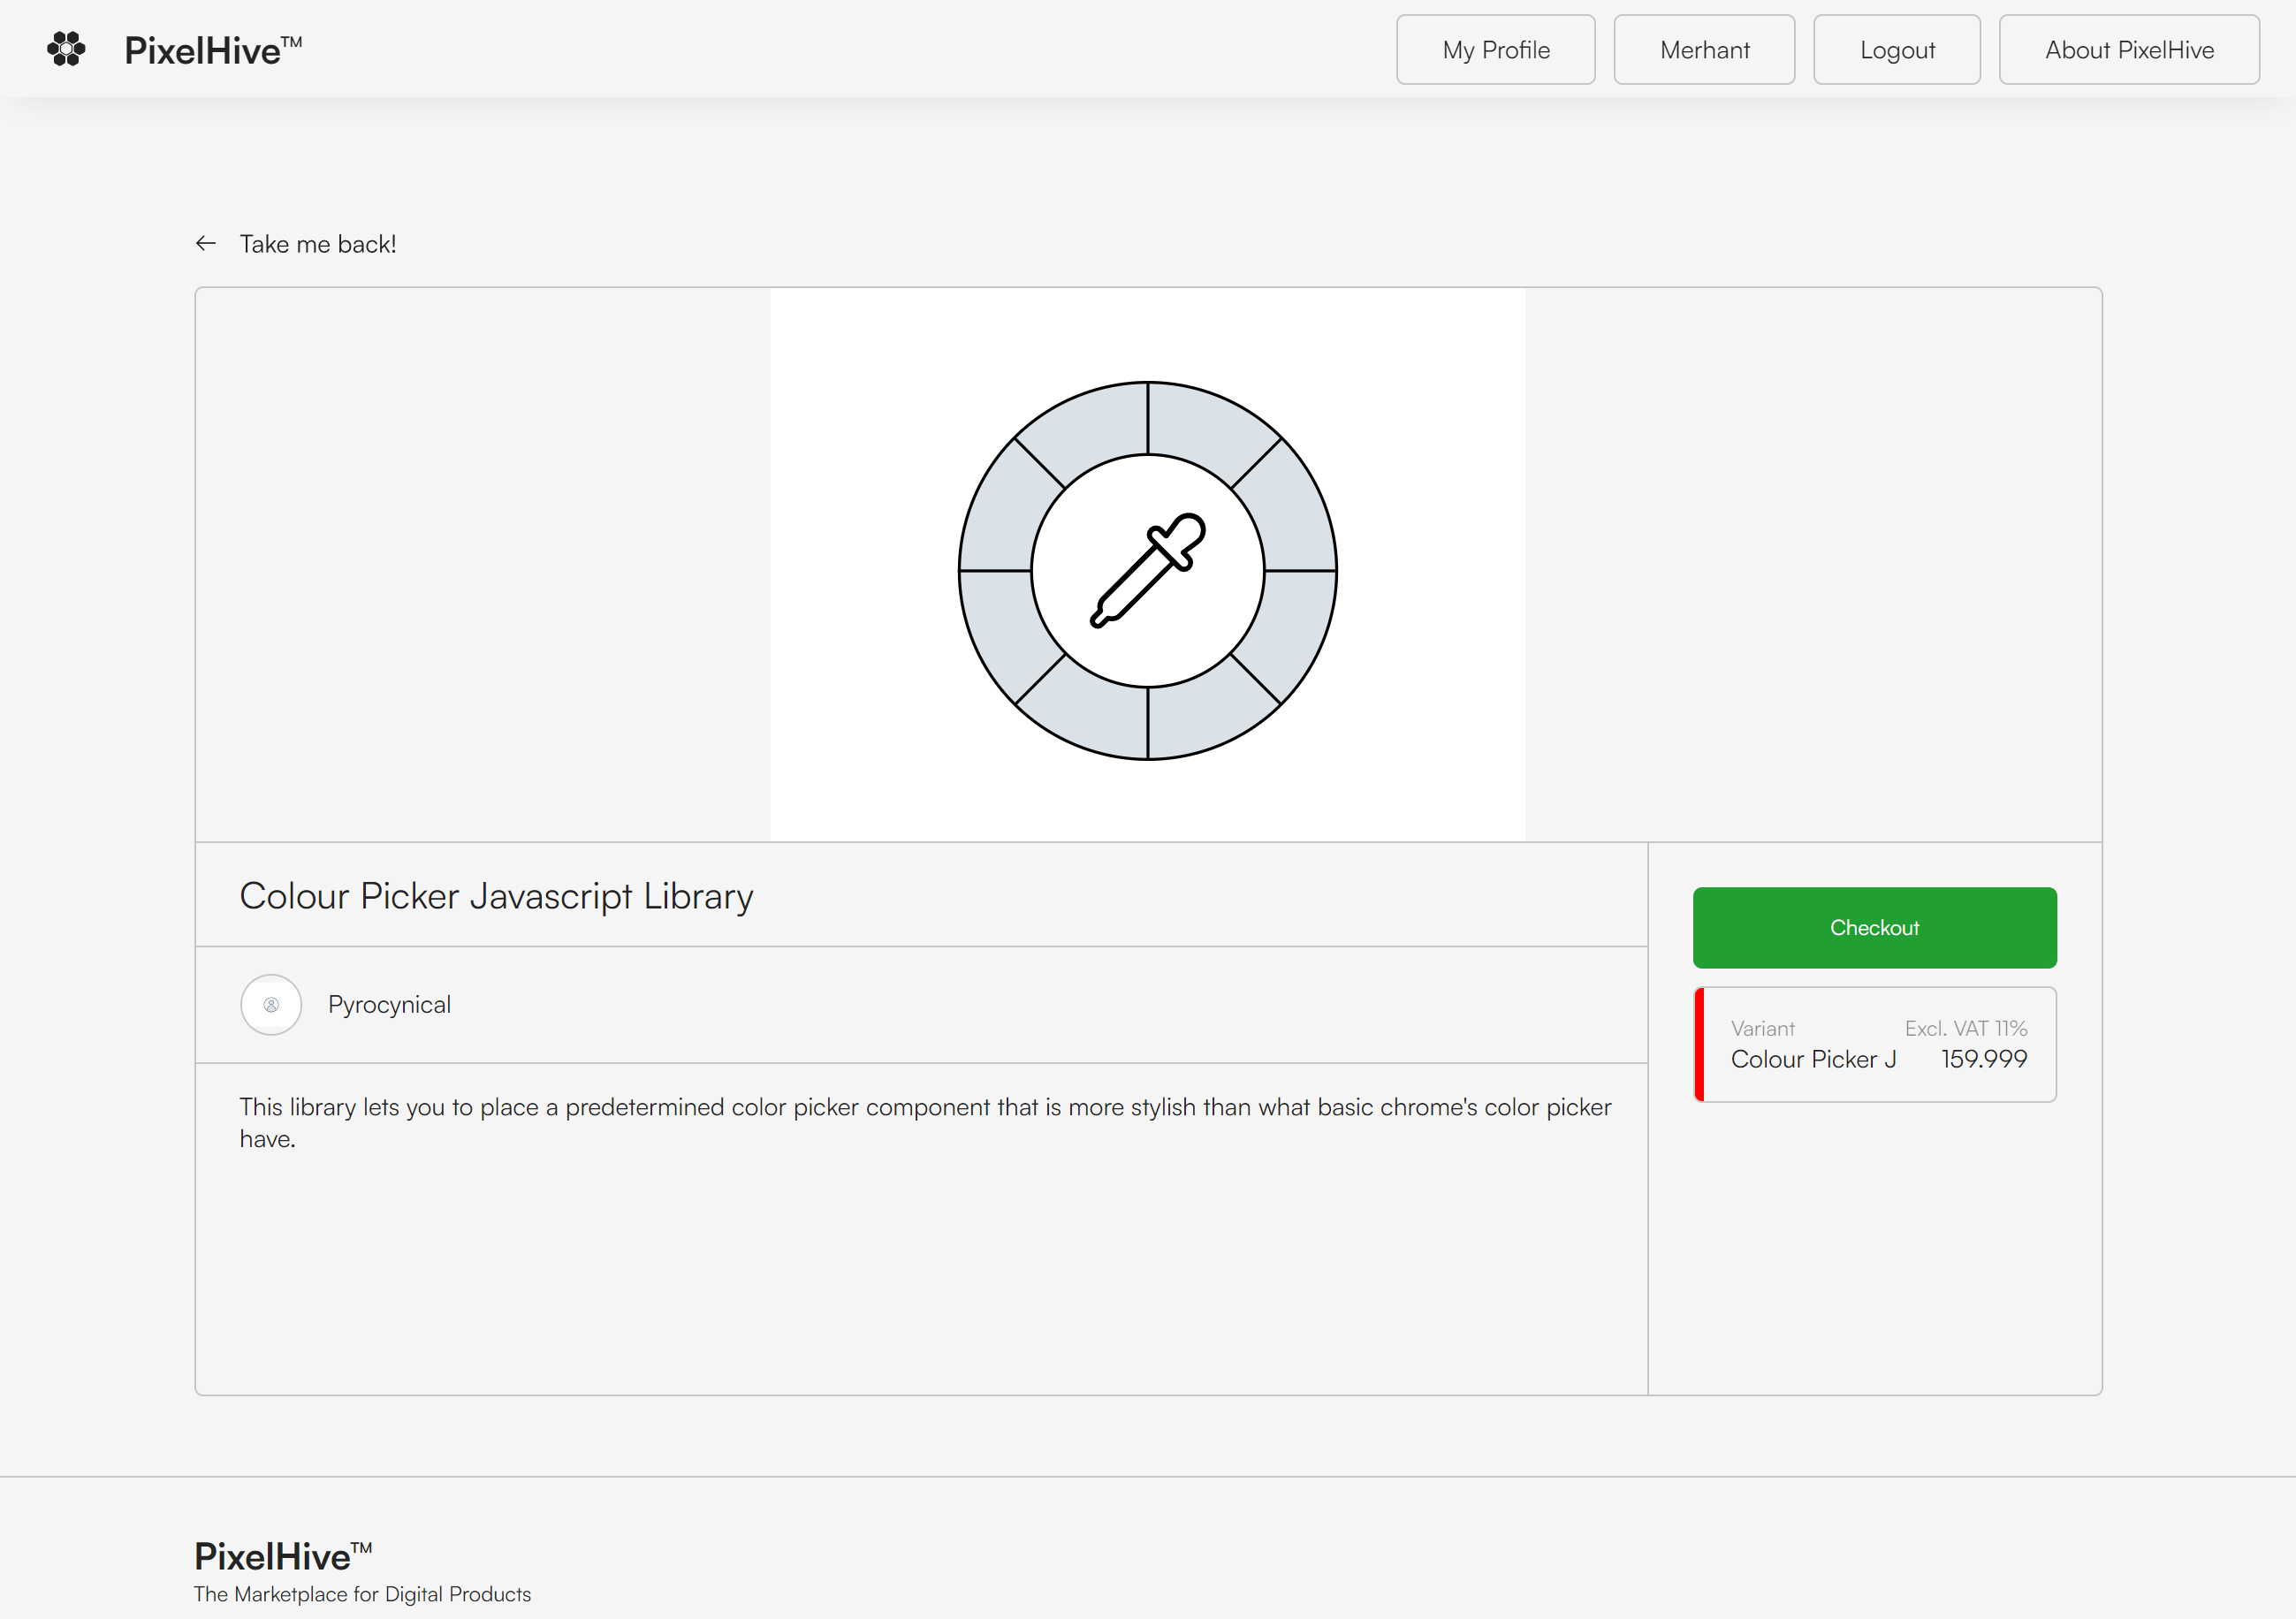 PixelHive™
My Profile
Merhant
Logout
About PixelHive
Take me back!
Colour Picker Javascript Library
Checkout
Pyrocynical
Variant
Excl. VAT 11%
Colour Picker J
159.999
This library lets you to place a predetermined color picker component that is more stylish than what basic chrome's color picker
have.
PixelHive™
The Marketplace for Digital Products